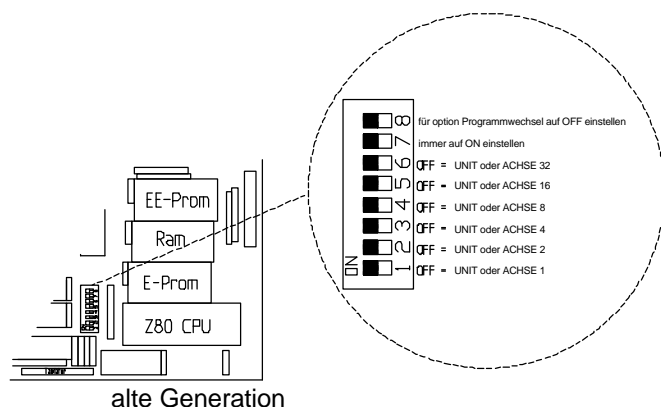 8 für option Programmwechsel auf OFF einstellen
7 immer auf ON einstellen
6 OFF = UNIT oder ACHSE 32
5 OFF = UNIT oder ACHSE 16
4 OFF = UNIT oder ACHSE 8
3 OFF = UNIT oder ACHSE 4
2 OFF = UNIT oder ACHSE 2
1 OFF = UNIT oder ACHSE 1
ON
EE-Prom
Ram
E-Prom
Z80 CPU
alte Generation